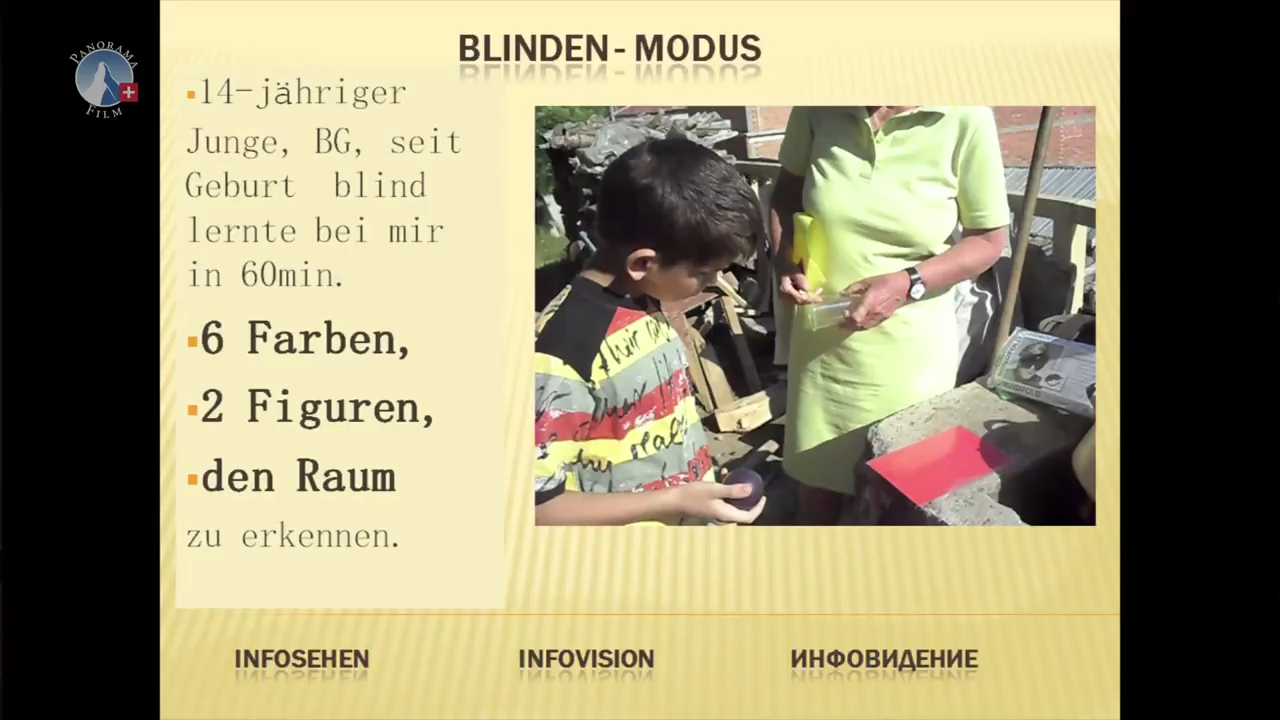 PANORAMA
FILM
BLINDEN - MODUS
14-jähriger
Junge, BG, seit
Geburt blind
lernte bei mir
in 60min.
6 Farben,
2 Figuren,
den Raum
zu erkennen.
INFOSEHEN INFOVISION ИНФОВИДЕНИЕ